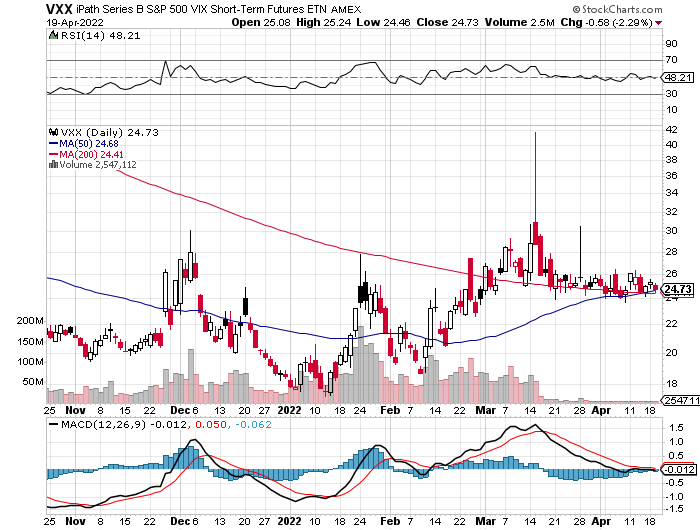 VXX iPath Series B S&P 500 VIX Short-Term Futures ETN AMEX © StockCharts.com
19-Apr-2022 Open 25.08 High 25.24 Low 24.46 Close 24.73 Volume 2.5M Chg -0.58 (-2.29%)
RSI(14) 48.21
90
70
48.21
30
10
VXX (Daily) 24.73
MA(50) 24.68
MA(200) 24.41
Volume 2,547,112
42
40
38
36
34
32
30
28
26
24.73
24
22
20
18
200M
150M
100M
50M
2547112
25 Nov 8 15 22 Dec 6 13 20 27 2022 10 18 24 Feb 7 14 22 Mar 7 14 21 28 Apr 11 18
MACD(12,26,9) -0.012, 0.050, -0.062
1.5
1.0
0.5
-0.012
-0.5
-1.0
-1.5
25 Nov 8 15 22 Dec 6 13 20 27 2022 10 18 24 Feb 7 14 22 Mar 7 14 21 28 Apr 11 18